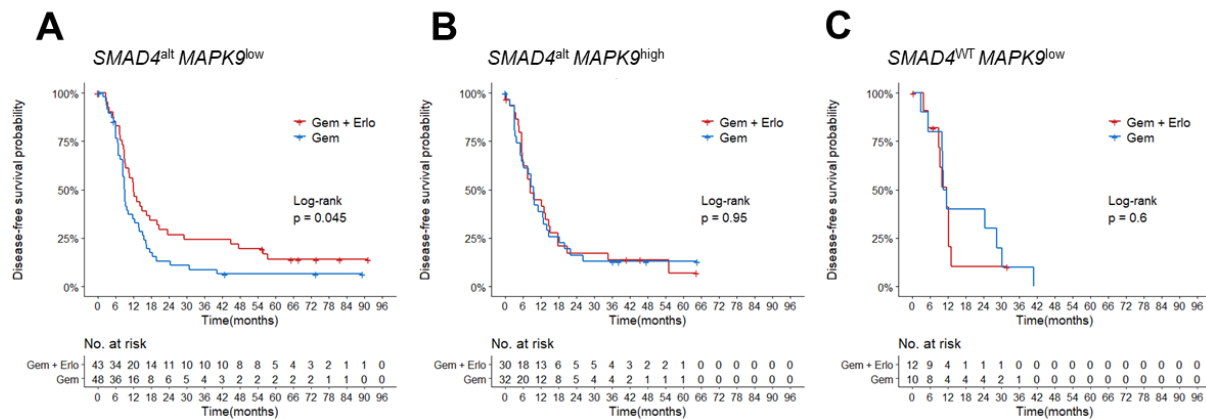 A
SMAD4alt MAPK9low
Disease-free survival probability
100%
75%
50%
25%
0%
Gem + Erlo
Gem
Log-rank
p = 0.045
0 6 12 18 24 30 36 42 48 54 60 66 72 78 84 90 96
Time(months)
No. at risk
Gem + Erlo 43 34 20 14 11 10 10 10 8 8 5 4 3 2 1 1 0
Gem 48 36 16 8 6 5 4 3 2 2 2 2 2 1 1 0 0
0 6 12 18 24 30 36 42 48 54 60 66 72 78 84 90 96
Time(months)
B
SMAD4alt MAPK9high
Disease-free survival probability
100%
75%
50%
25%
0%
Gem + Erlo
Gem
Log-rank
p = 0.95
0 6 12 18 24 30 36 42 48 54 60 66 72 78 84 90 96
Time(months)
No. at risk
30 18 13 6 5 5 4 3 2 2 1 0 0 0 0 0 0
32 20 12 8 5 4 4 2 1 1 1 0 0 0 0 0 0
0 6 12 18 24 30 36 42 48 54 60 66 72 78 84 90 96
Time(months)
C
SMAD4WT MAPK9low
Disease-free survival probability
100%
75%
50%
25%
0%
Gem + Erlo
Gem
Log-rank
p = 0.6
0 6 12 18 24 30 36 42 48 54 60 66 72 78 84 90 96
Time(months)
No. at risk
Gem + Erlo 12 9 4 1 1 1 0 0 0 0 0 0 0 0 0 0 0
Gem 10 8 4 4 4 2 1 0 0 0 0 0 0 0 0 0 0
0 6 12 18 24 30 36 42 48 54 60 66 72 78 84 90 96
Time(months)